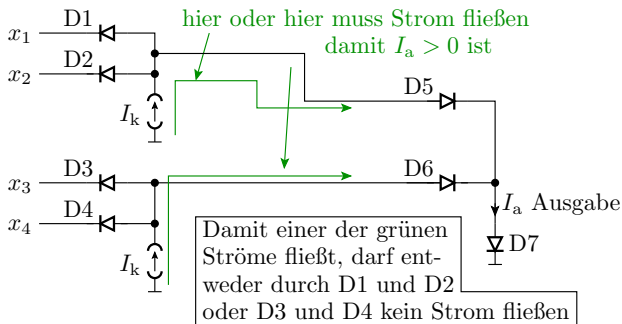 hier oder hier muss Strom fließen
damit Iₐ > 0 ist
x₁
D1
x₂
D2
Iₖ
D5
x₃
D3
D6
x₄
D4
Iₐ Ausgabe
D7
Iₖ
Damit einer der grünen
Ströme fließt, darf ent-
weder durch D1 und D2
oder D3 und D4 kein Strom fließen